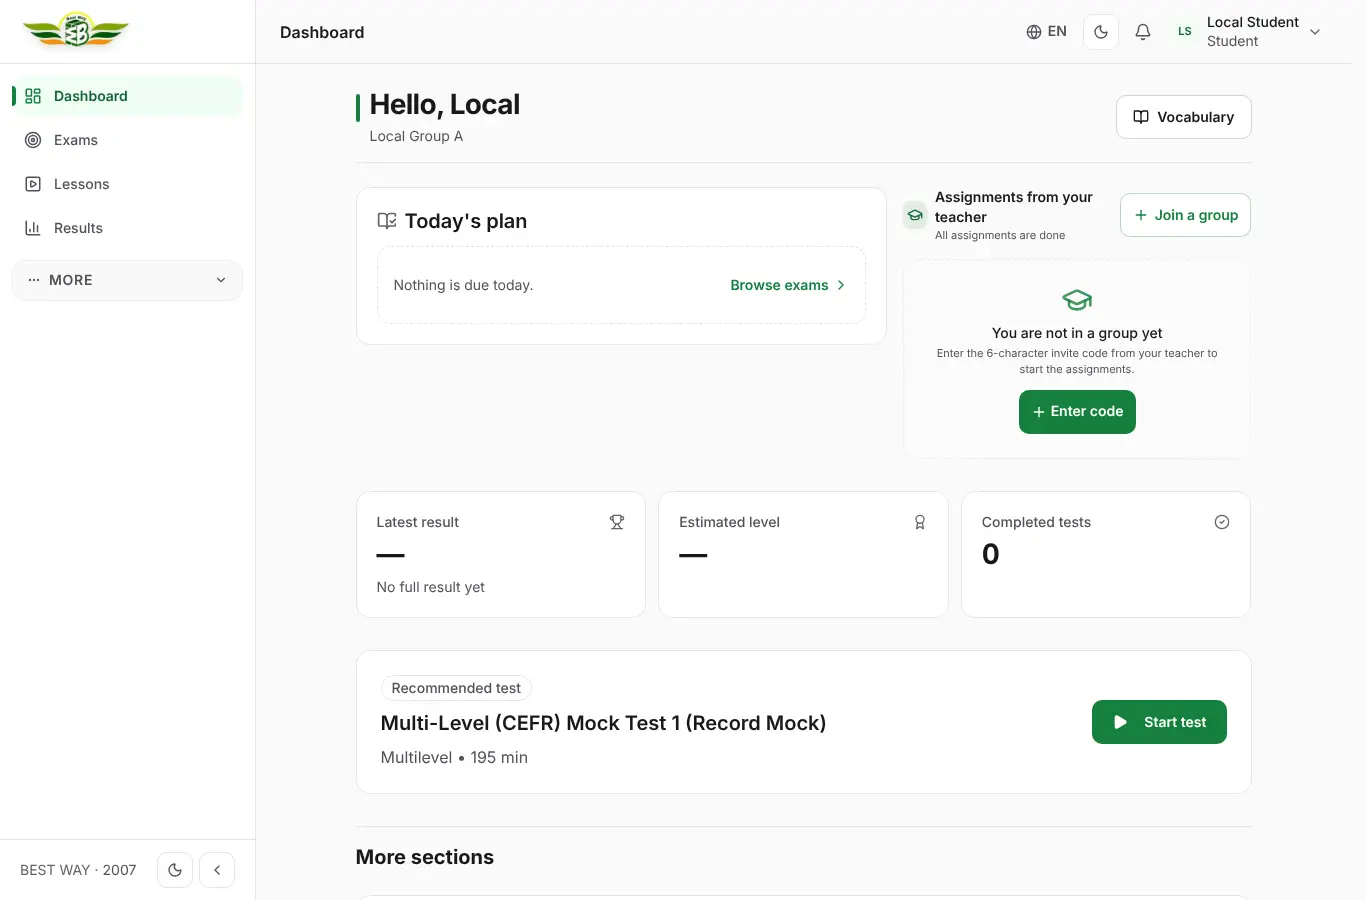 Dashboard
EN
LS
Local Student
Student
Dashboard
Exams
Lessons
Results
MORE
Hello, Local
Local Group A
Vocabulary
Today's plan
Nothing is due today.
Browse exams
Assignments from your
teacher
All assignments are done
Join a group
You are not in a group yet
Enter the 6-character invite code from your teacher to
start the assignments.
Enter code
Latest result
—
No full result yet
Estimated level
—
Completed tests
0
Recommended test
Multi-Level (CEFR) Mock Test 1 (Record Mock)
Multilevel • 195 min
Start test
More sections
BEST WAY · 2007